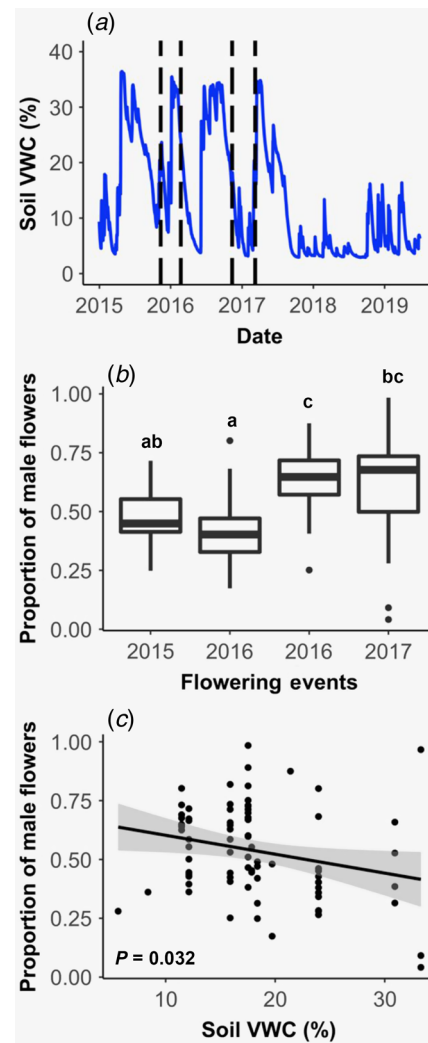 (a)
Soil VWC (%)
40
30
20
10
0
2015 2016 2017 2018 2019
Date
(b)
Proportion of male flowers
1.00
0.75
0.50
0.25
0.00
ab a c bc
2015 2016 2016 2017
Flowering events
(c)
Proportion of male flowers
1.00
0.75
0.50
0.25
0.00
P = 0.032
10 20 30
Soil VWC (%)